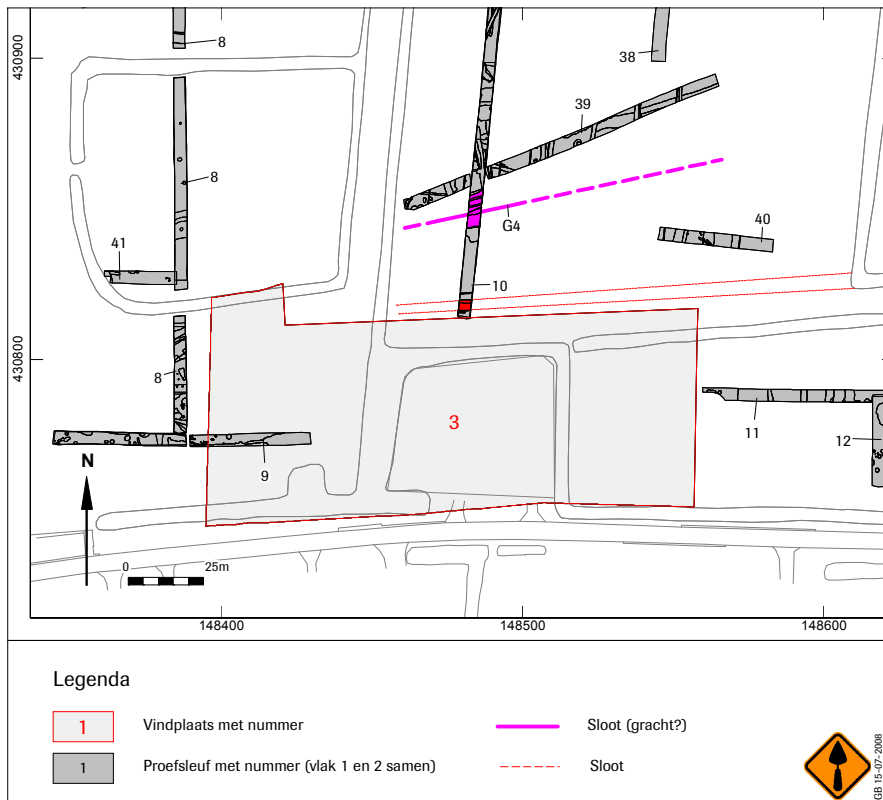 8
430900
38
39
8
G4
40
41
10
430800
8
3
11
12
9
N
0 25m
148400 148500 148600
Legenda
1 Vindplaats met nummer
Sloot (gracht?)
1 Proefsleuf met nummer (vlak 1 en 2 samen)
Sloot
GB 15-07-2008